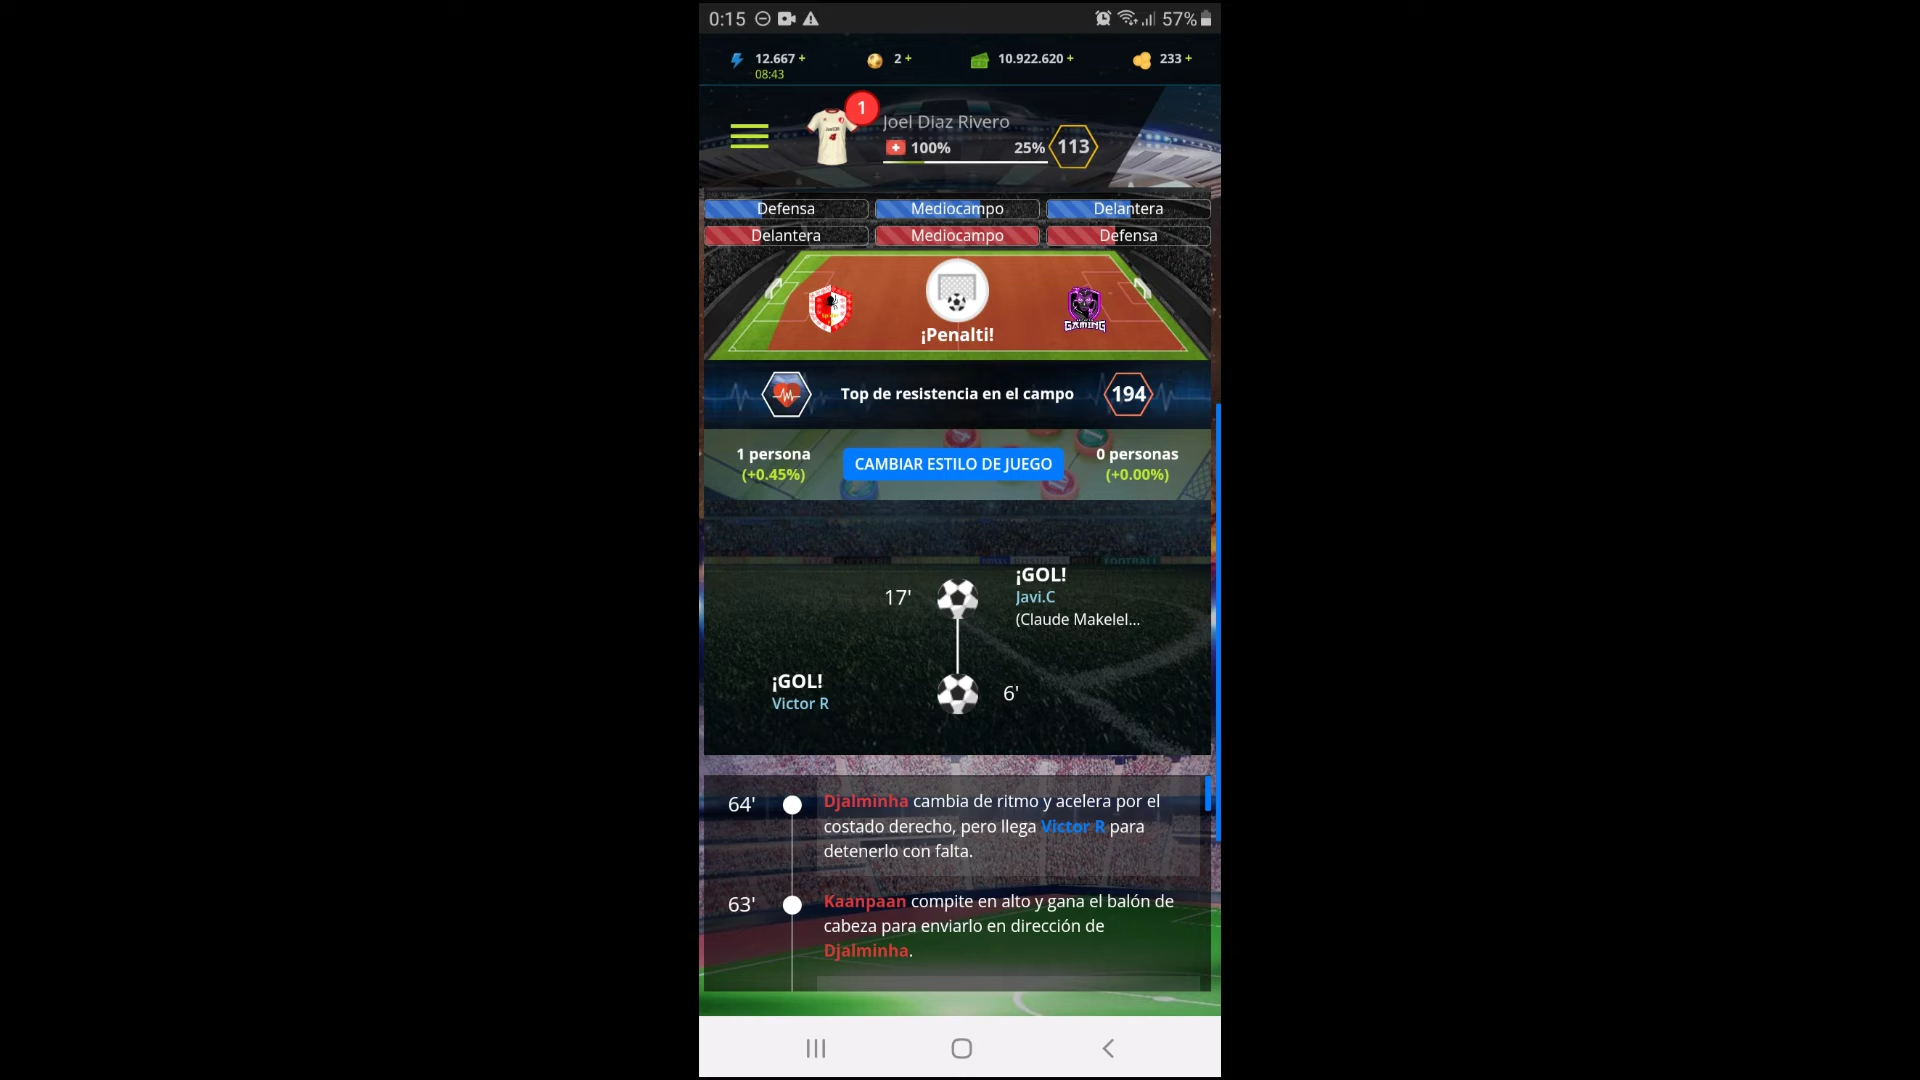 0:15 57%
12.667 + 2 + 10.922.620 + 233 +
08:43
1
Joel Diaz Rivero
100% 25% 113
Defensa Mediocampo Delantera
Delantera Mediocampo Defensa
GAMING
¡Penalti!
Top de resistencia en el campo 194
1 persona CAMBIAR ESTILO DE JUEGO 0 personas
(+0.45%) (+0.00%)
¡GOL!
17' Javi.C
(Claude Makelel...
¡GOL!
Victor R 6'
64' Djalminha cambia de ritmo y acelera por el
costado derecho, pero llega Victor R para
detenerlo con falta.
63' Kaanpaan compite en alto y gana el balón de
cabeza para enviarlo en dirección de
Djalminha.